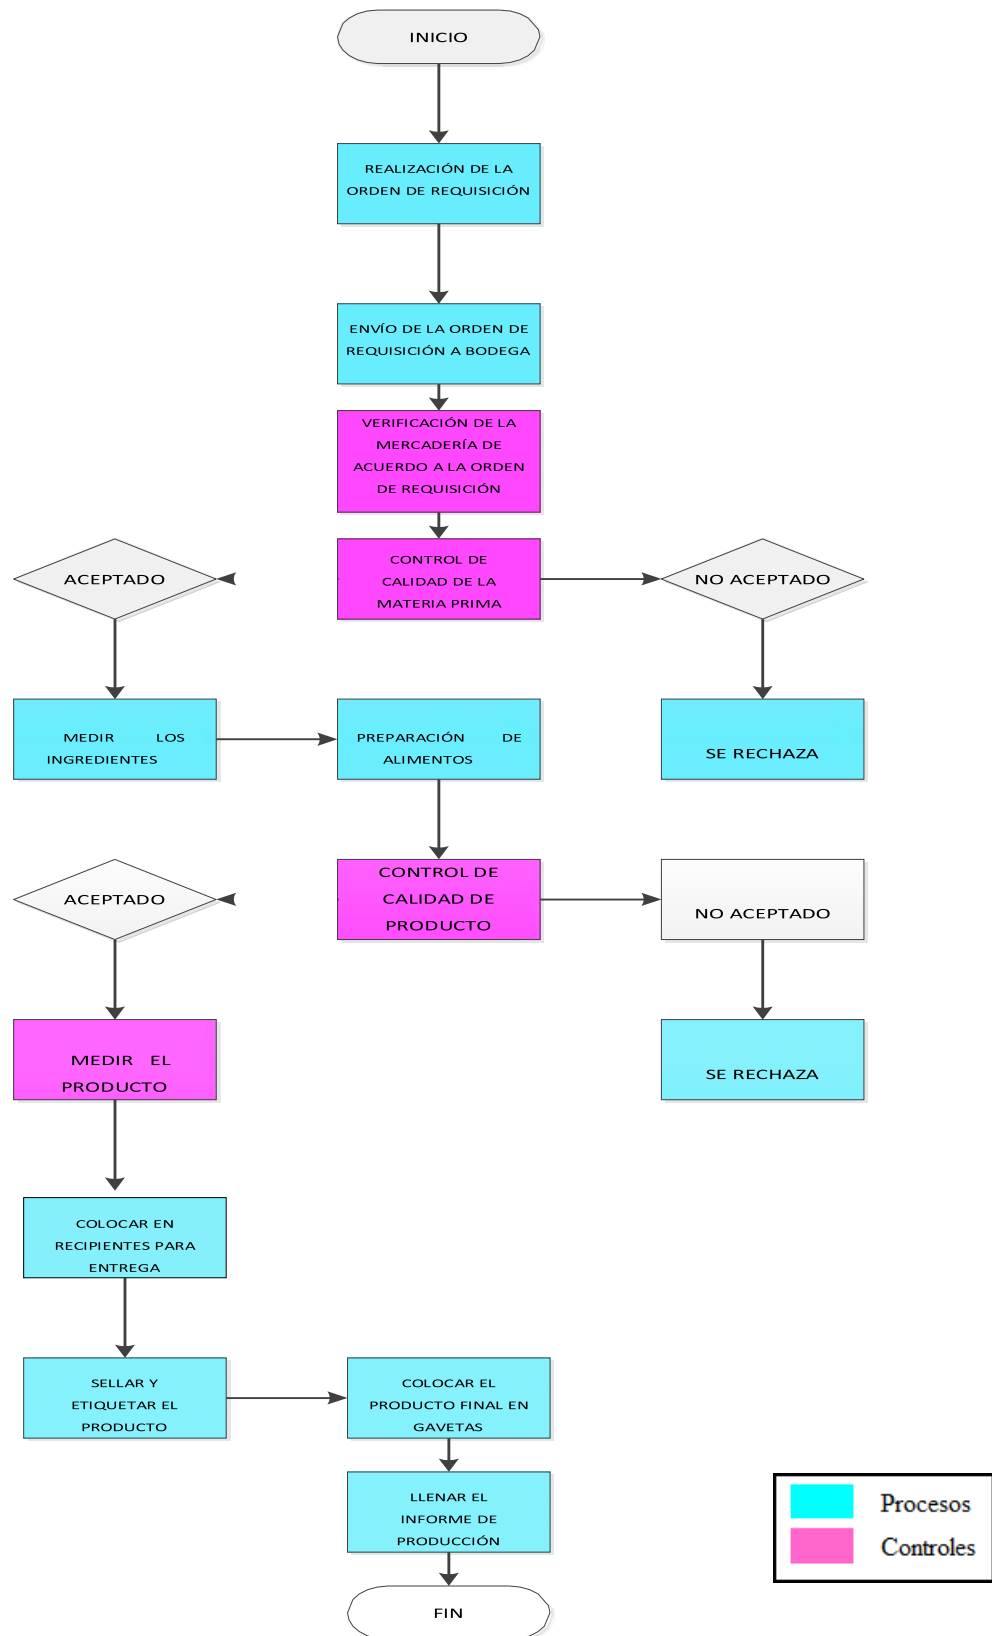 INICIO
REALIZACIÓN DE LA
ORDEN DE REQUISICIÓN
ENVÍO DE LA ORDEN DE
REQUISICIÓN A BODEGA
VERIFICACIÓN DE LA
MERCADERÍA DE
ACUERDO A LA ORDEN
DE REQUISICIÓN
ACEPTADO
CONTROL DE
CALIDAD DE LA
MATERIA PRIMA
NO ACEPTADO
MEDIR LOS
INGREDIENTES
PREPARACIÓN DE
ALIMENTOS
SE RECHAZA
ACEPTADO
CONTROL DE
CALIDAD DE
PRODUCTO
NO ACEPTADO
MEDIR EL
PRODUCTO
SE RECHAZA
COLOCAR EN
RECIPIENTES PARA
ENTREGA
SELLAR Y
ETIQUETAR EL
PRODUCTO
COLOCAR EL
PRODUCTO FINAL EN
GAVETAS
LLENAR EL
INFORME DE
PRODUCCIÓN
FIN
Procesos
Controles